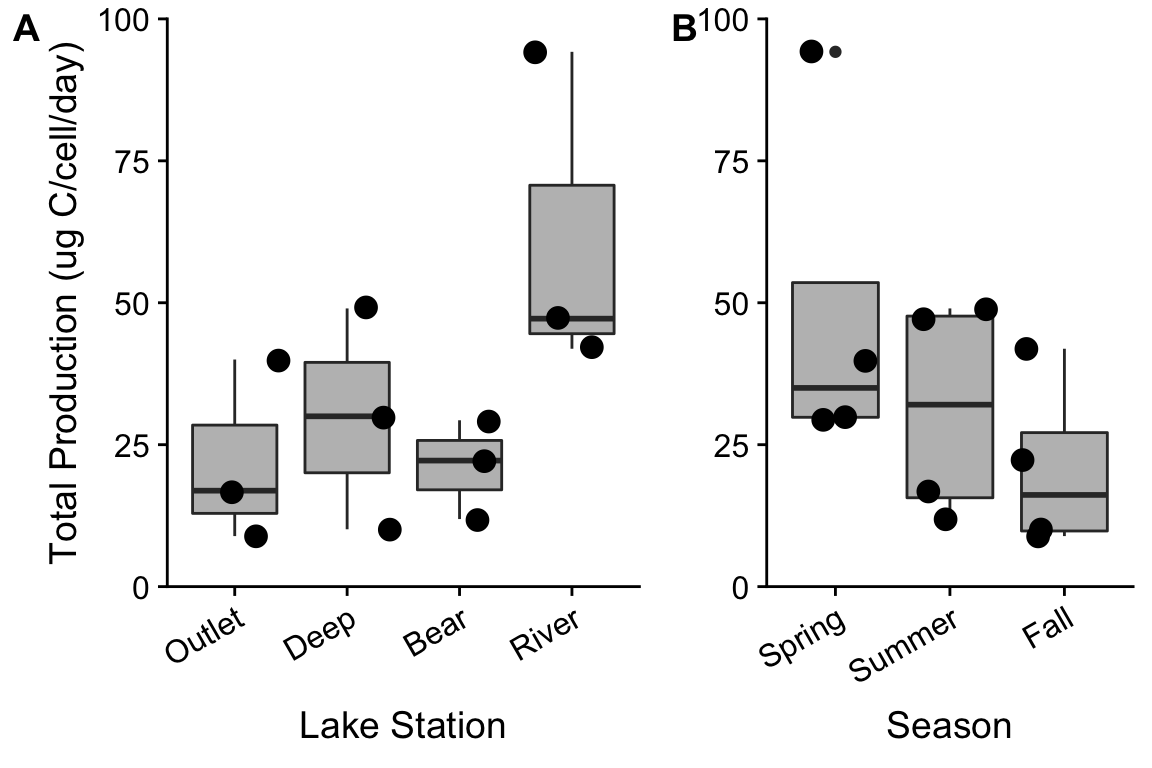 A
B
Total Production (ug C/cell/day)
100
75
50
25
0
Outlet
Deep
Bear
River
Lake Station
100
75
50
25
0
Spring
Summer
Fall
Season